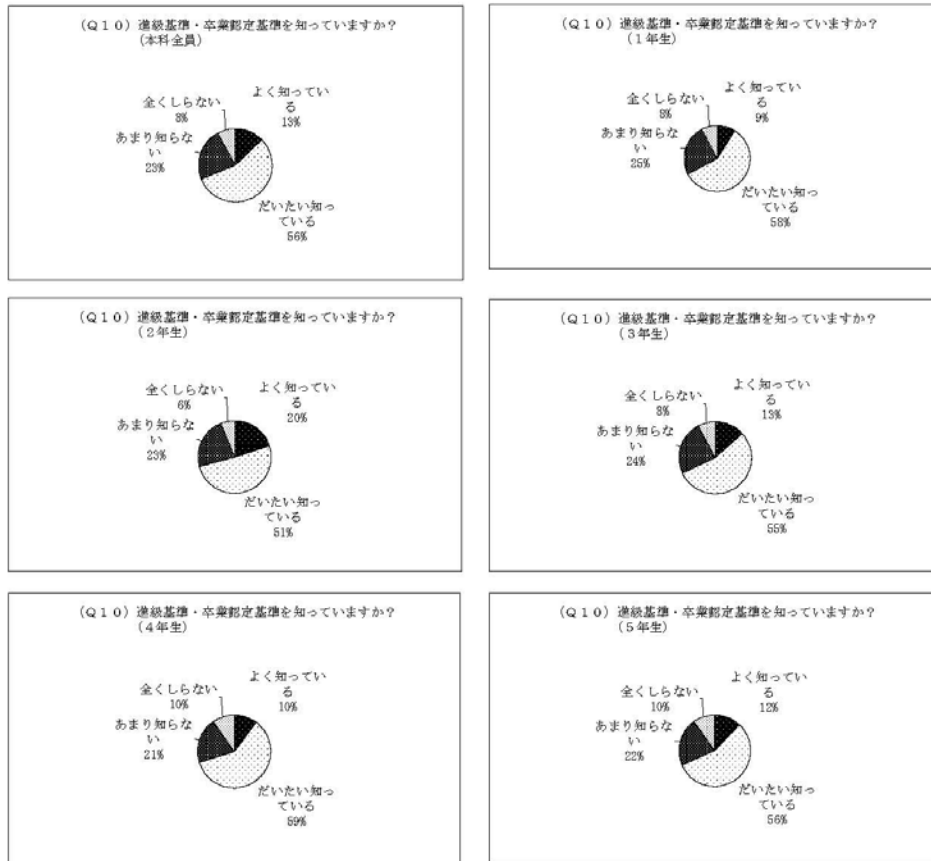 (Q10) 進級基準・卒業認定基準を知っていますか?
(本科全員)
全くしらない
8%
よく知ってい
る
13%
あまり知らな
い
23%
だいたい知っ
ている
56%
(Q10) 進級基準・卒業認定基準を知っていますか?
(1年生)
全くしらない
8%
よく知ってい
る
9%
あまり知らな
い
25%
だいたい知っ
ている
58%
(Q10) 進級基準・卒業認定基準を知っていますか?
(2年生)
全くしらない
6%
よく知ってい
る
20%
あまり知らな
い
23%
だいたい知っ
ている
51%
(Q10) 進級基準・卒業認定基準を知っていますか?
(3年生)
全くしらない
8%
よく知ってい
る
13%
あまり知らな
い
24%
だいたい知っ
ている
55%
(Q10) 進級基準・卒業認定基準を知っていますか?
(4年生)
全くしらない
10%
よく知ってい
る
10%
あまり知らな
い
21%
だいたい知っ
ている
59%
(Q10) 進級基準・卒業認定基準を知っていますか?
(5年生)
全くしらない
10%
よく知ってい
る
12%
あまり知らな
い
22%
だいたい知っ
ている
56%